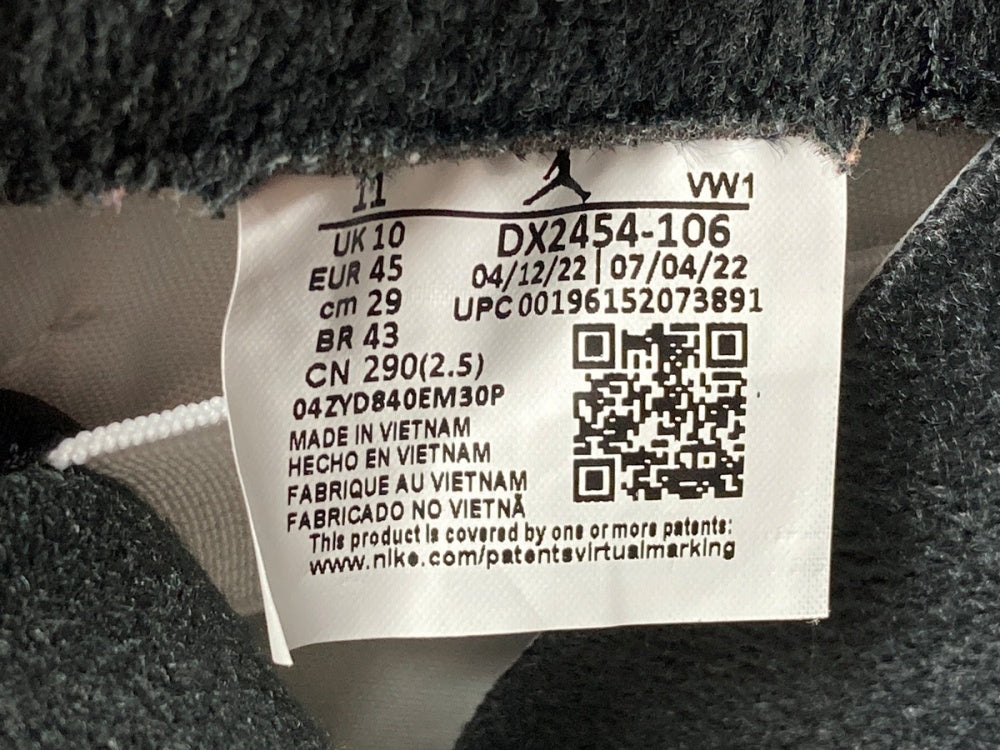 11
VW1
UK 10
EUR 45
cm 29
BR 43
CN 290(2.5)
DX2454-106
04/12/22 | 07/04/22
UPC 00196152073891
04ZYD840EM30P
MADE IN VIETNAM
HECHO EN VIETNAM
FABRIQUE AU VIETNAM
FABRICADO NO VIETNÃ
This product is covered by one or more patents:
www.nike.com/patentsvirtualmarking